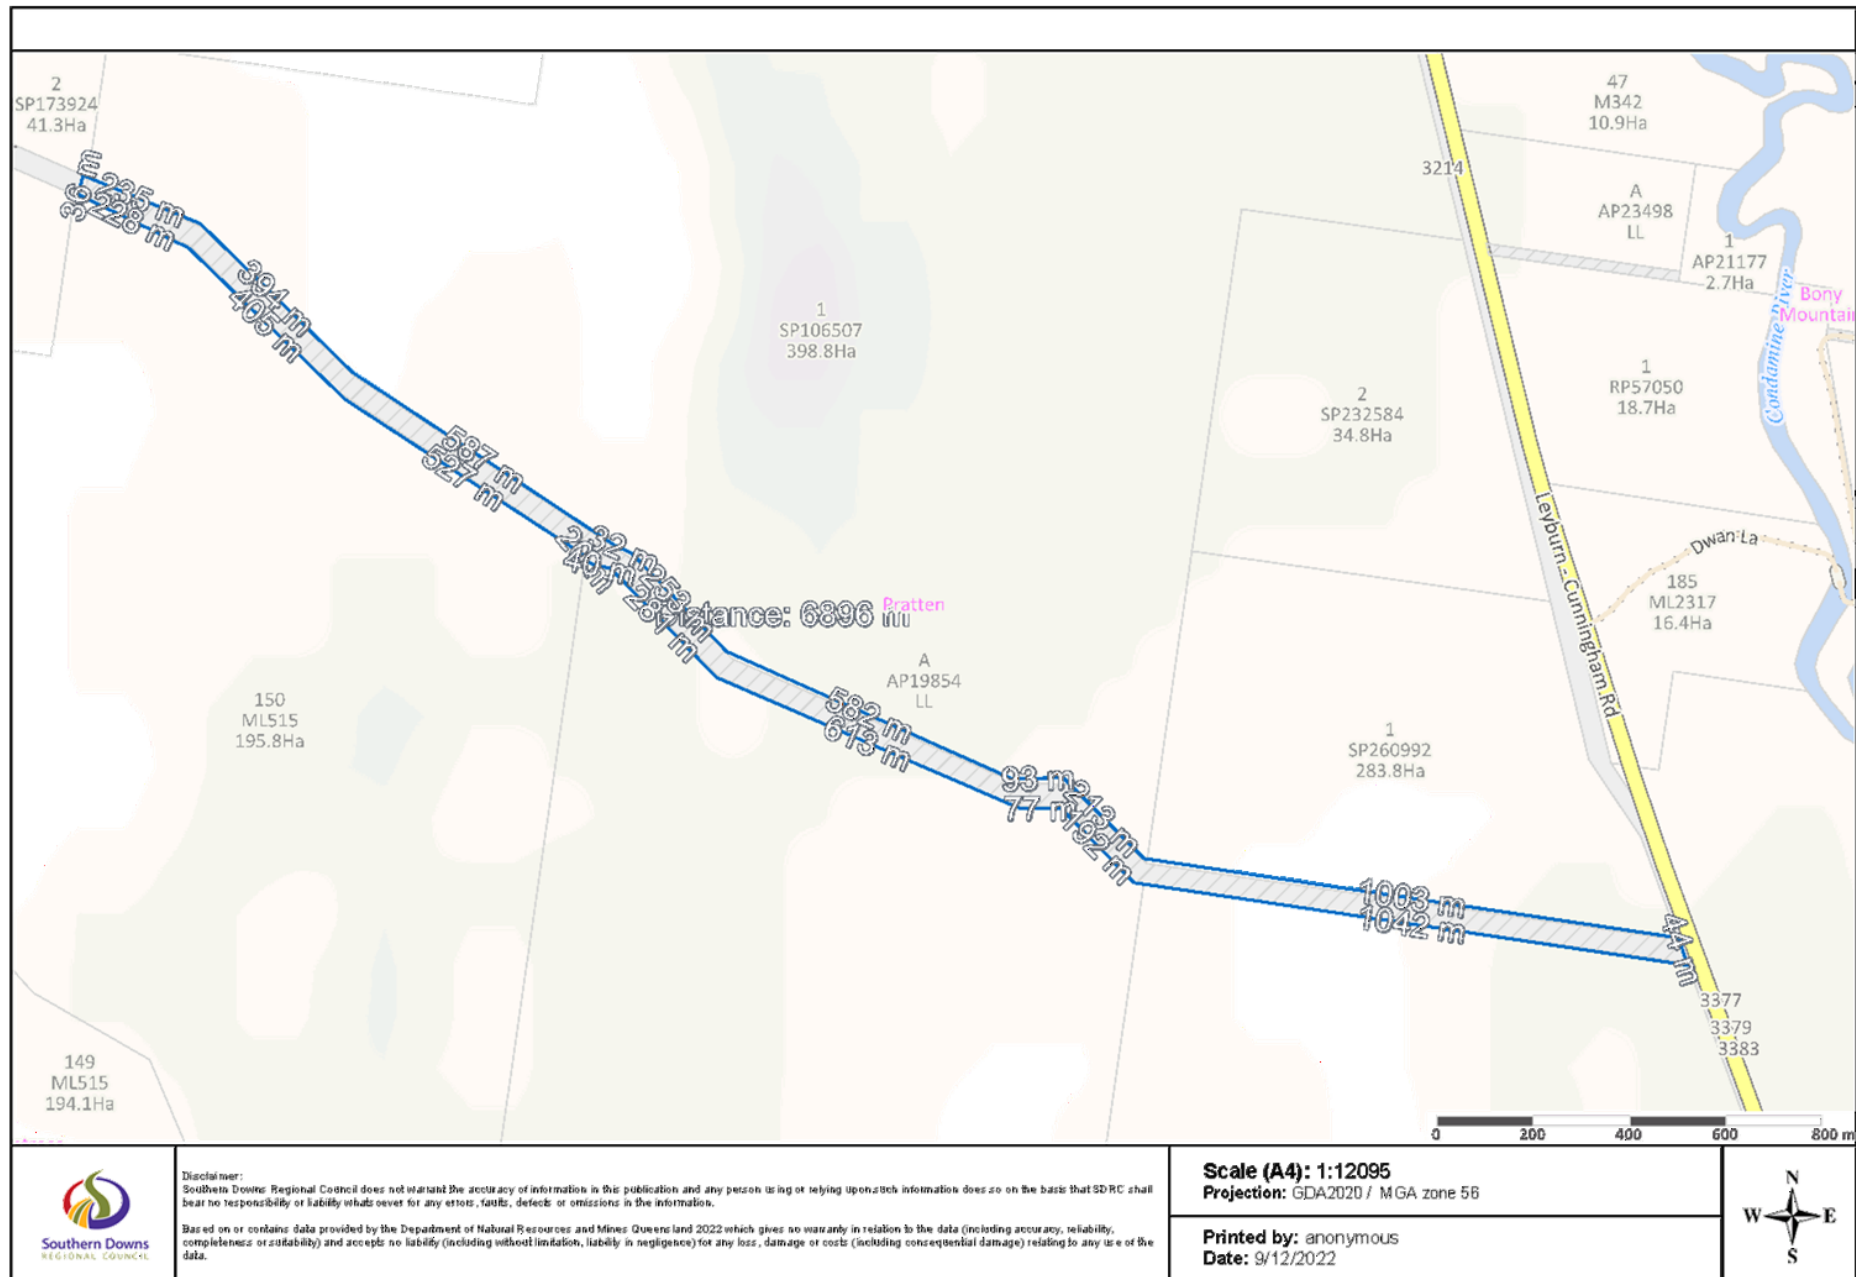 2
SP173924
41.3Ha
47
M342
10.9Ha
3214
A
AP23498
LL
1
AP21177
2.7Ha
Bony
Mountain
Condamine River
235 m
228 m
394 m
405 m
1
SP106507
398.8Ha
1
RP57050
18.7Ha
2
SP232584
34.8Ha
587 m
527 m
Leyburn - Cunningham Rd
Dwan La
185
ML2317
16.4Ha
232 m
40 m
253 m
287 m
Distance: 6896 m
Pratten
A
AP19854
LL
150
ML515
195.8Ha
582 m
613 m
1
SP260992
283.8Ha
93 m
77 m
213 m
192 m
1003 m
1042 m
44 m
3377
3379
3383
149
ML515
194.1Ha
0 200 400 600 800 m
Southern Downs
REGIONAL COUNCIL
Disclaimer:
Southern Downs Regional Council does not warrant the accuracy of information in this publication and any person using or relying upon such information does so on the basis that SDRC shall
bear no responsibility or liability whatsoever for any errors, faults, defects or omissions in the information.
Based on or contains data provided by the Department of Natural Resources and Mines Queensland 2022 which gives no warranty in relation to the data (including accuracy, reliability,
completeness or suitability) and accepts no liability (including without limitation, liability in negligence) for any loss, damage or costs (including consequential damage) relating to any use of the
data.
Scale (A4): 1:12095
Projection: GDA2020 / MGA zone 56
Printed by: anonymous
Date: 9/12/2022
N
W E
S